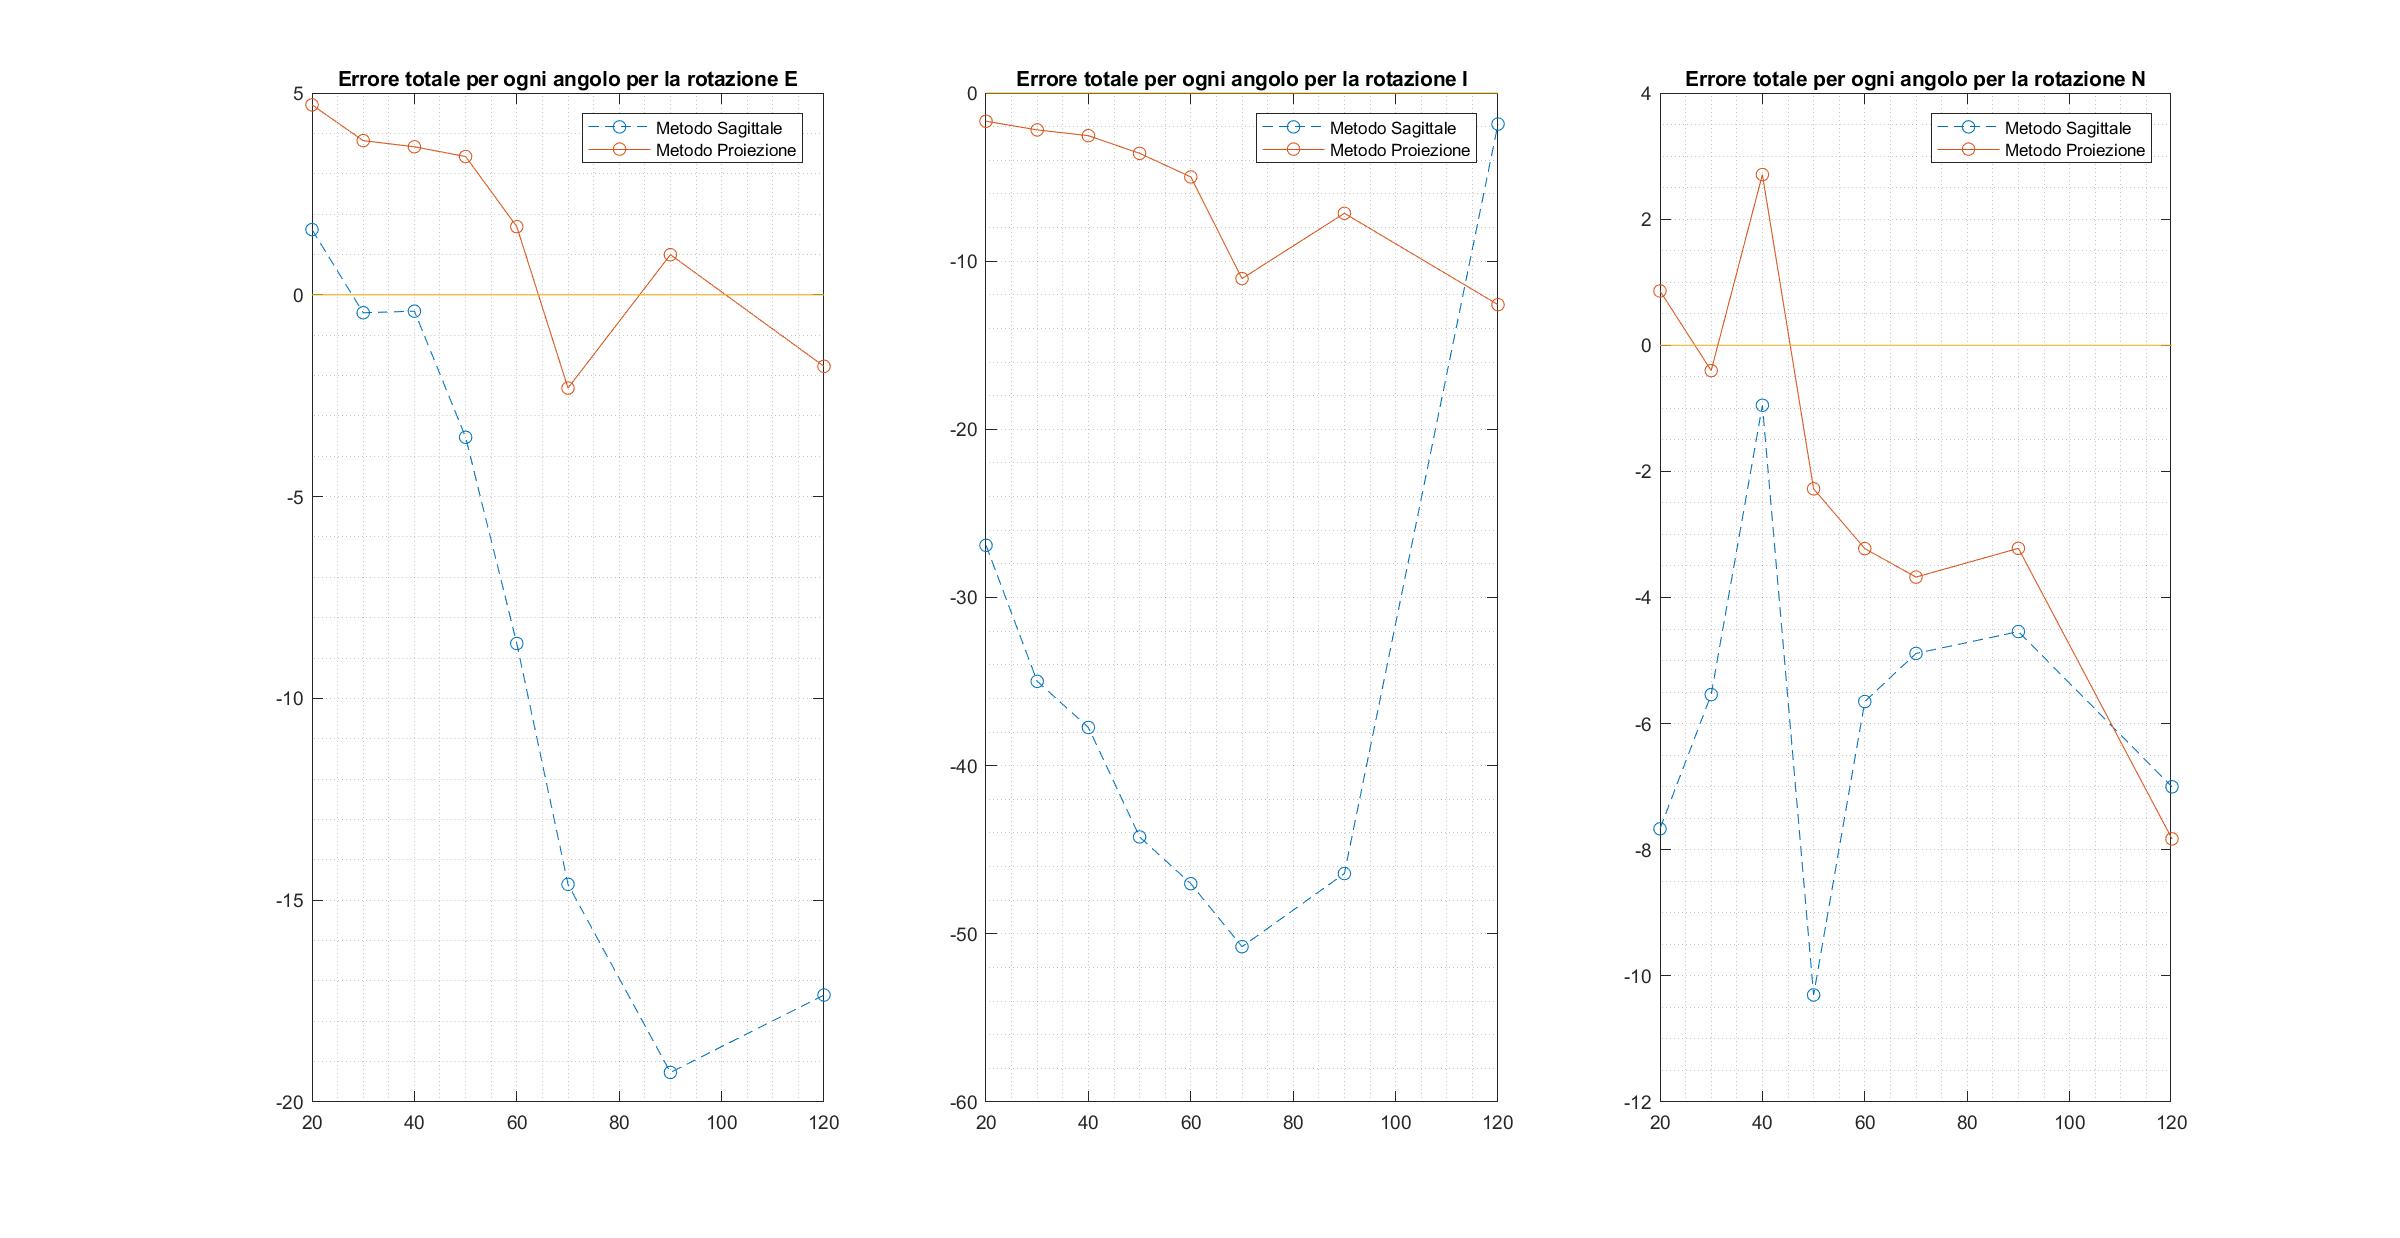 Errore totale per ogni angolo per la rotazione E
5
0
-5
-10
-15
-20
20 40 60 80 100 120
Metodo Sagittale
Metodo Proiezione
Errore totale per ogni angolo per la rotazione I
0
-10
-20
-30
-40
-50
-60
20 40 60 80 100 120
Metodo Sagittale
Metodo Proiezione
Errore totale per ogni angolo per la rotazione N
4
2
0
-2
-4
-6
-8
-10
-12
20 40 60 80 100 120
Metodo Sagittale
Metodo Proiezione